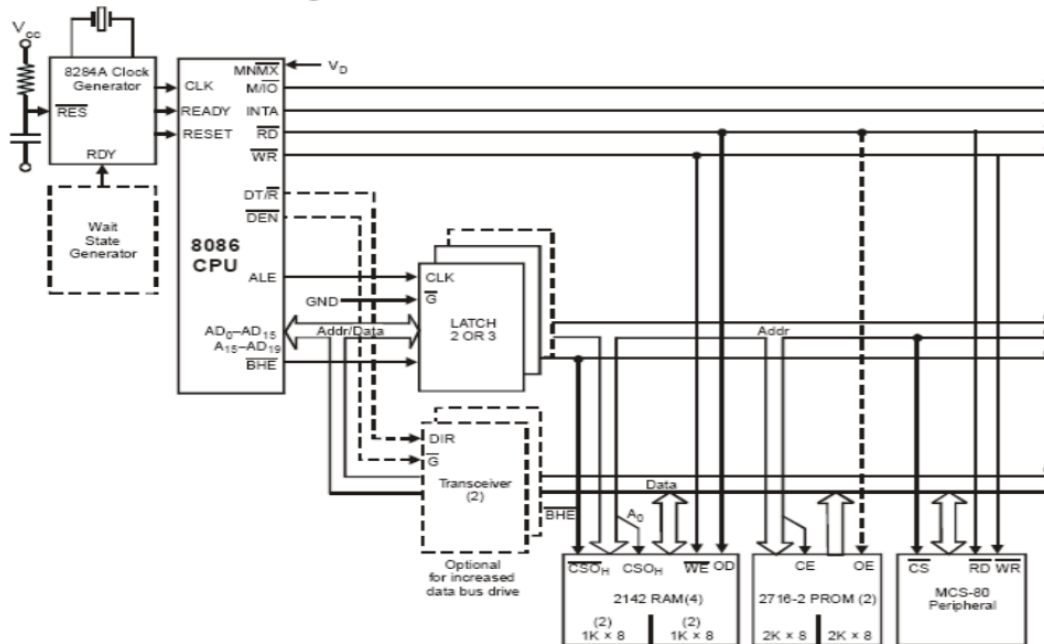 Vcc
8284A Clock
Generator
RES
RDY
Wait
State
Generator
CLK
READY
RESET
8086
CPU
MNMX
VD
M/IO
INTA
RD
WR
DT/R
DEN
ALE
AD0–AD15
A15–AD19
BHE
GND
Addr/Data
CLK
G
LATCH
2 OR 3
Addr
DIR
G
Transceiver
(2)
Optional
for increased
data bus drive
Data
BHE
A0
CSOH CSOH WE OD
2142 RAM(4)
(2) (2)
1K × 8 1K × 8
CE OE
2716-2 PROM (2)
2K × 8 2K × 8
CS RD WR
MCS-80
Peripheral